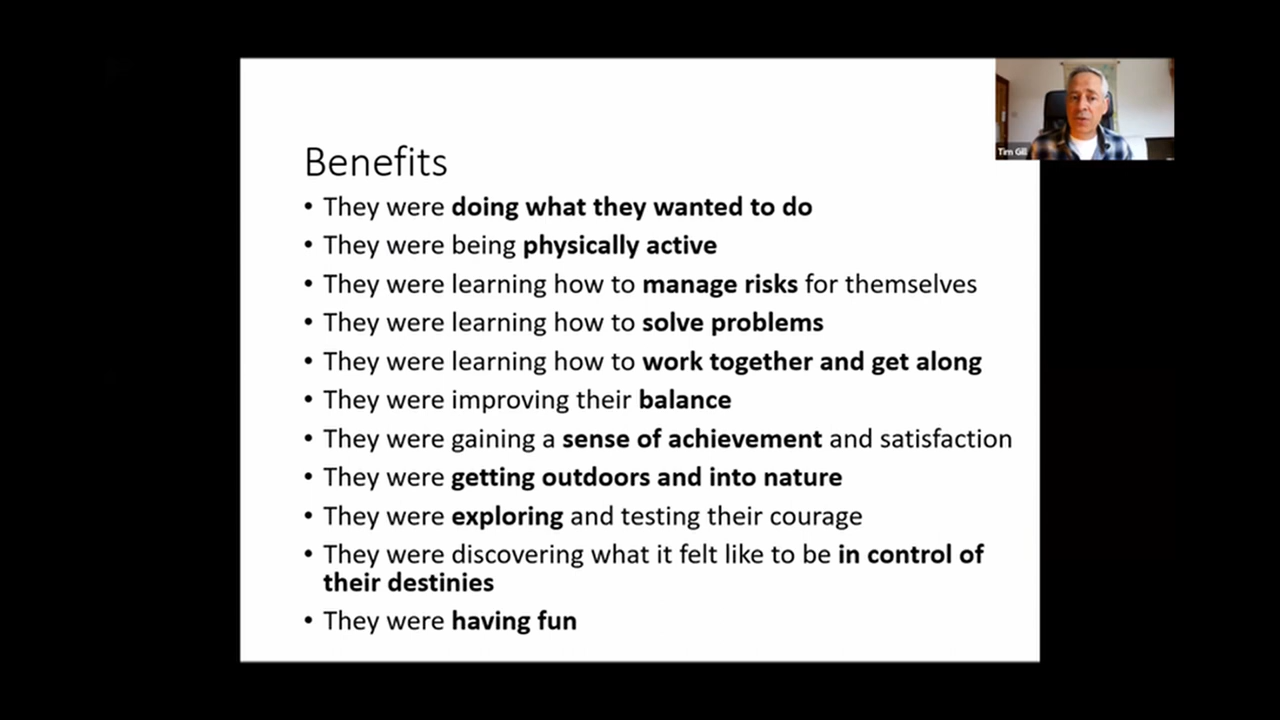 Benefits
• They were doing what they wanted to do
• They were being physically active
• They were learning how to manage risks for themselves
• They were learning how to solve problems
• They were learning how to work together and get along
• They were improving their balance
• They were gaining a sense of achievement and satisfaction
• They were getting outdoors and into nature
• They were exploring and testing their courage
• They were discovering what it felt like to be in control of
their destinies
• They were having fun
Tim Gill